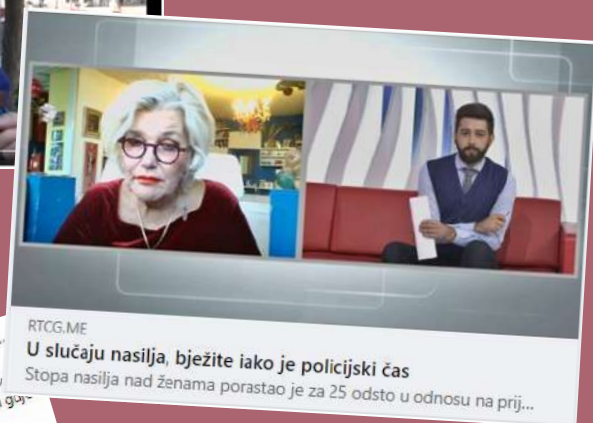 RTCG.ME
U slučaju nasilja, bježite iako je policijski čas
Stopa nasilja nad ženama porastao je za 25 odsto u odnosu na prij...